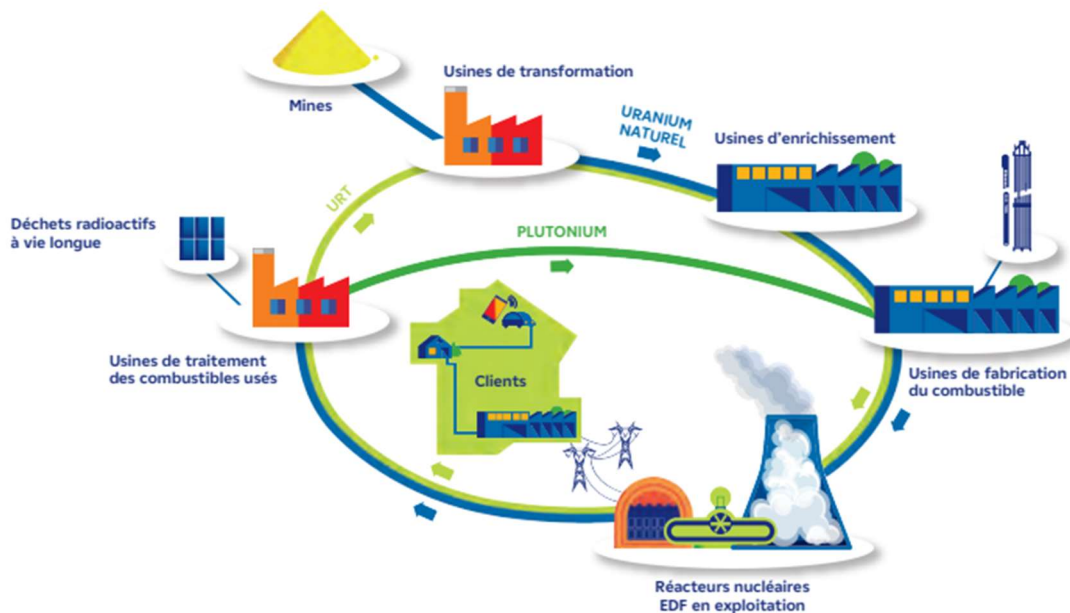 Mines
Usines de transformation
URANIUM
NATUREL
Usines d'enrichissement
URT
Déchets radioactifs
à vie longue
PLUTONIUM
Usines de traitement
des combustibles usés
Clients
Usines de fabrication
du combustible
Réacteurs nucléaires
EDF en exploitation